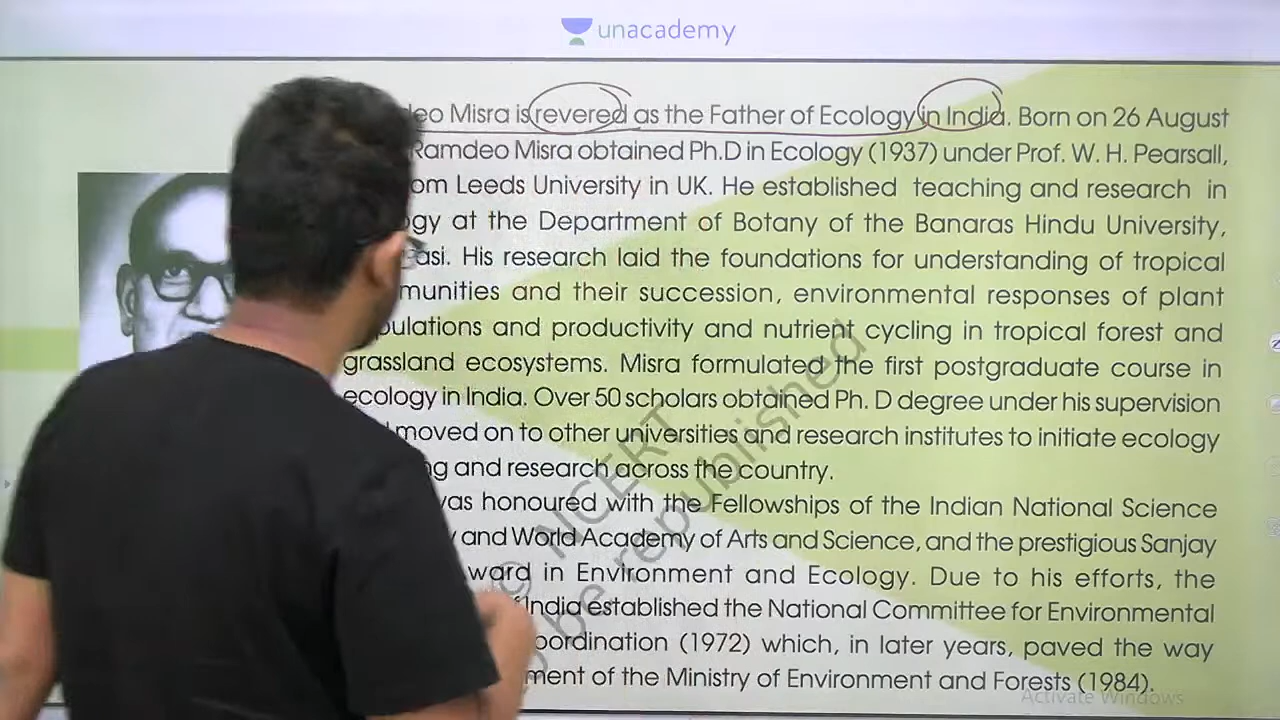 unacademy
eo Misra is revered as the Father of Ecology in India. Born on 26 August
Ramdeo Misra obtained Ph.D in Ecology (1937) under Prof. W. H. Pearsall,
om Leeds University in UK. He established teaching and research in
ogy at the Department of Botany of the Banaras Hindu University,
asi. His research laid the foundations for understanding of tropical
munities and their succession, environmental responses of plant
pulations and productivity and nutrient cycling in tropical forest and
grassland ecosystems. Misra formulated the first postgraduate course in
ecology in India. Over 50 scholars obtained Ph. D degree under his supervision
moved on to other universities and research institutes to initiate ecology
ng and research across the country.
was honoured with the Fellowships of the Indian National Science
y and World Academy of Arts and Science, and the prestigious Sanjay
ward in Environment and Ecology. Due to his efforts, the
India established the National Committee for Environmental
oordination (1972) which, in later years, paved the way
ment of the Ministry of Environment and Forests (1984).
© NCERT
be republished
Activate Windows